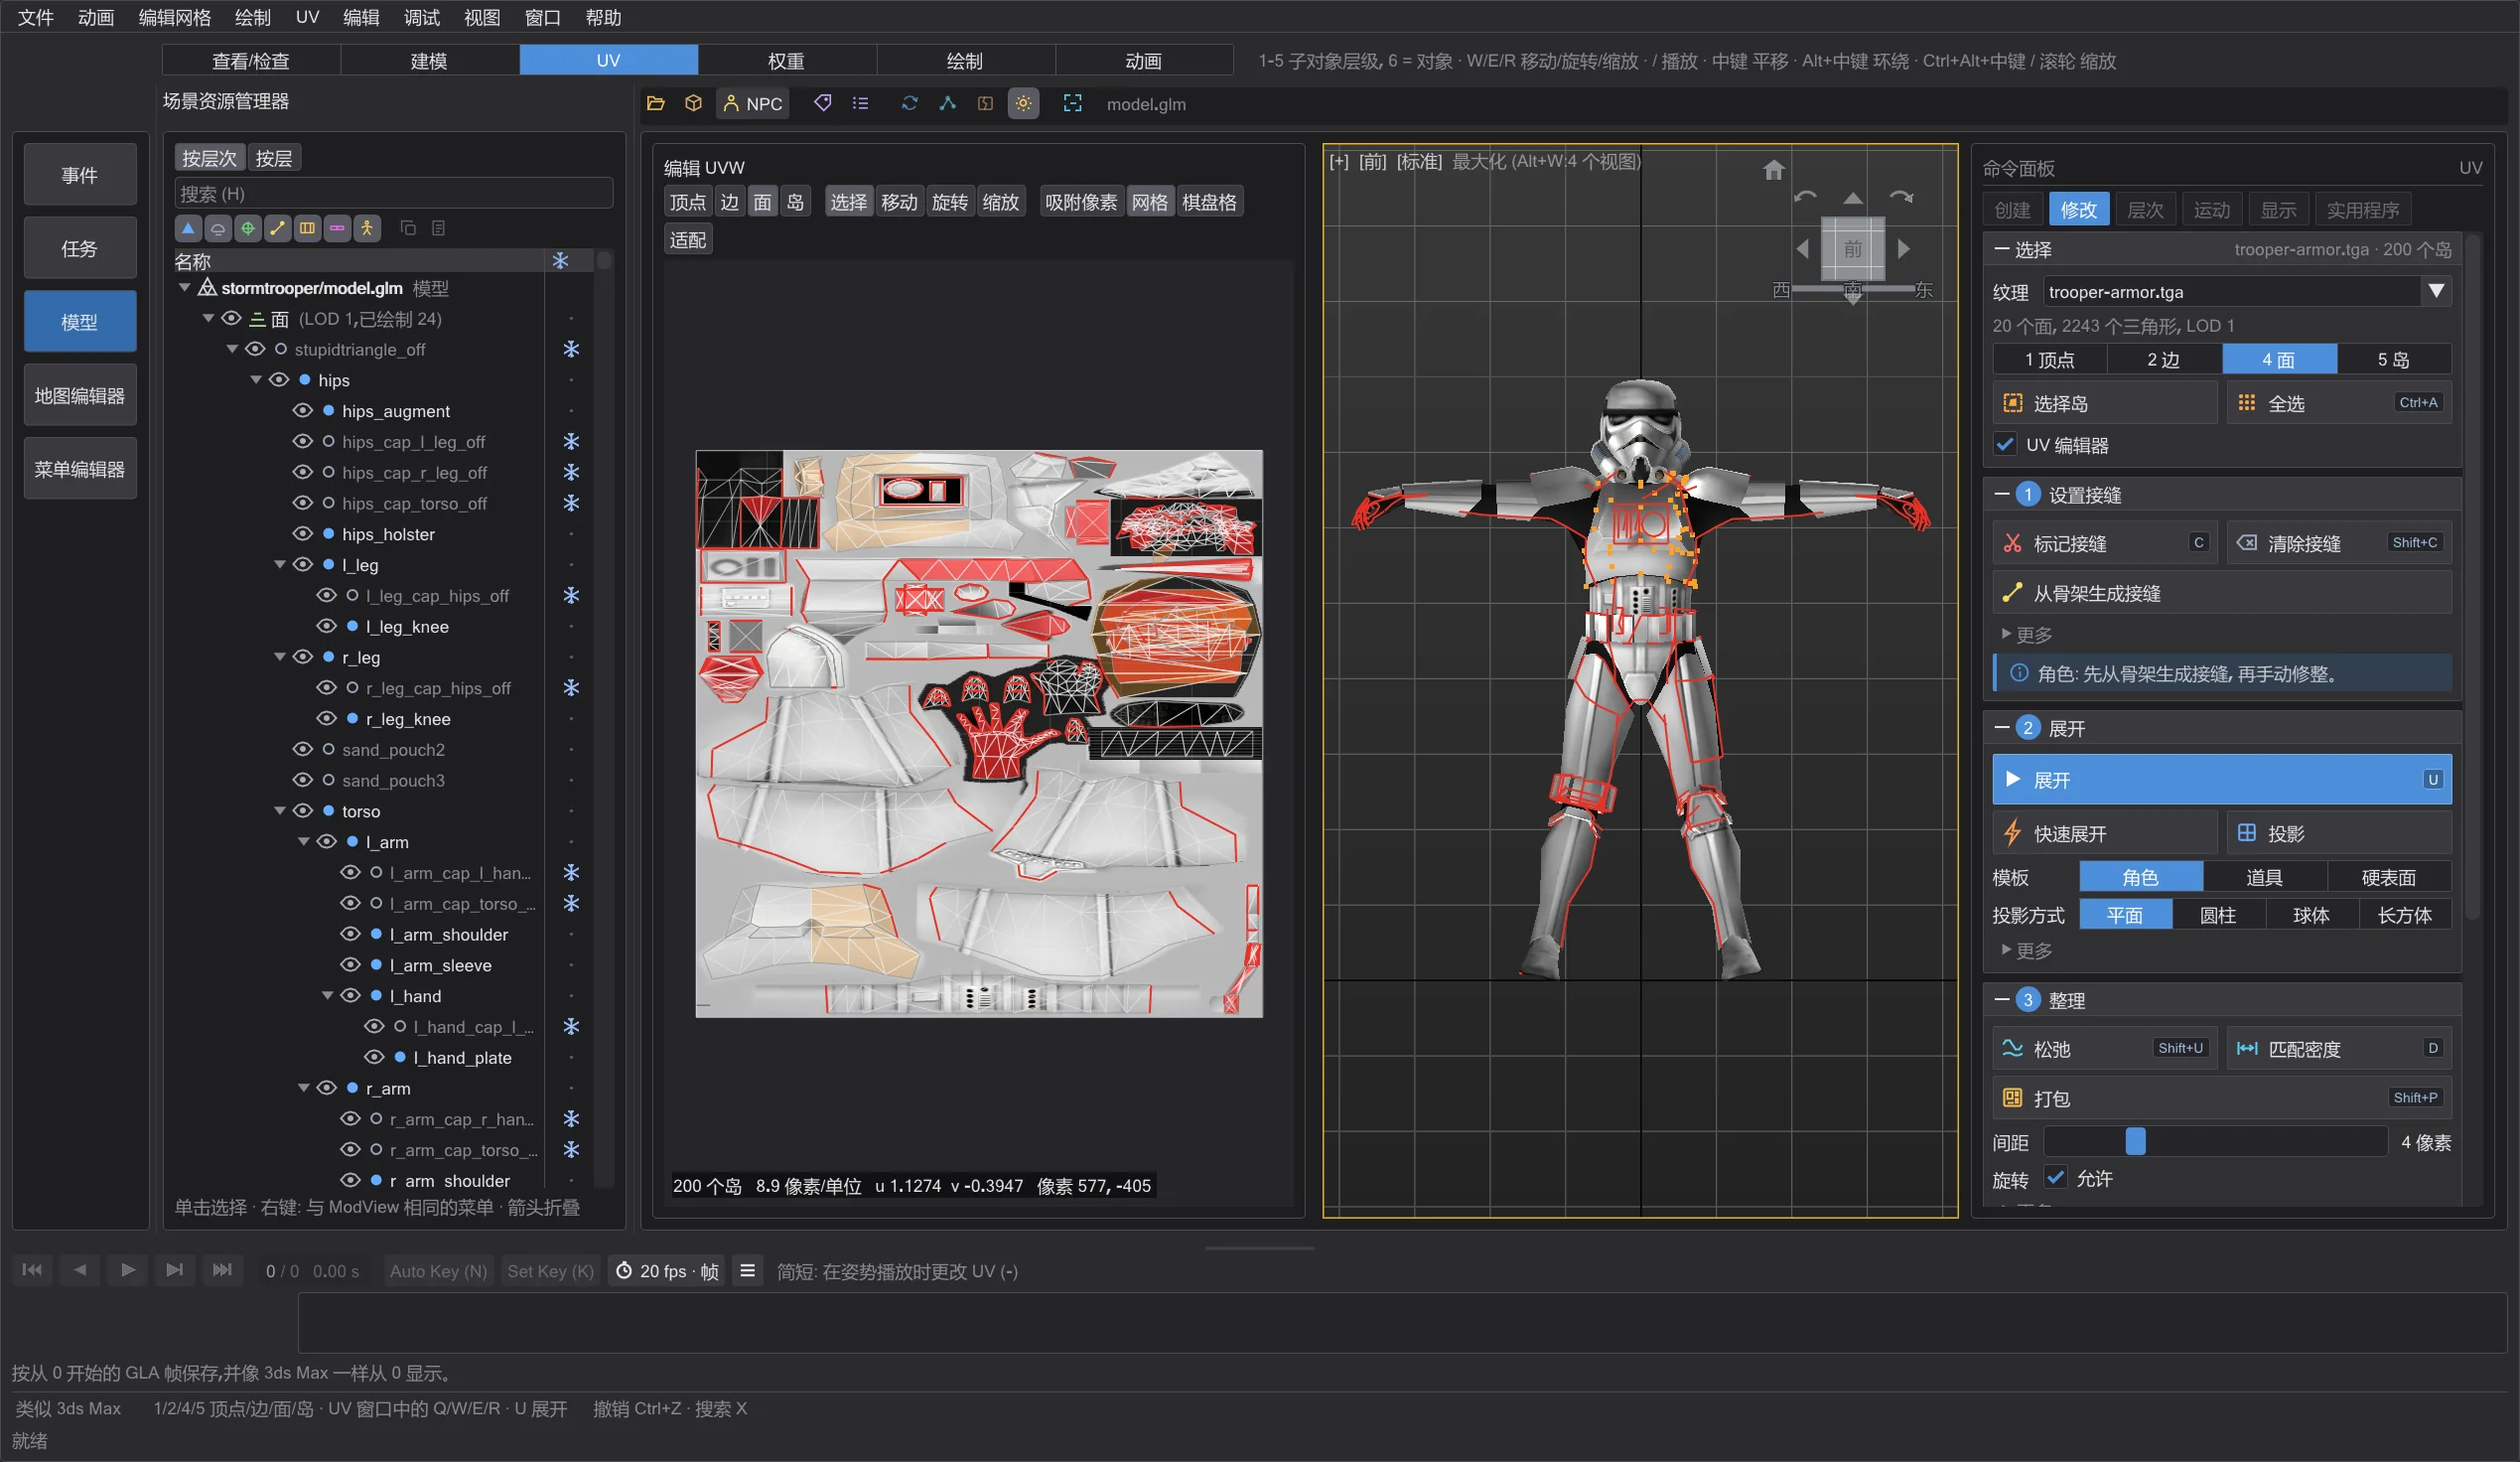 文件 动画 编辑网格 绘制 UV 编辑 调试 视图 窗口 帮助
查看/检查 建模 UV 权重 绘制 动画 1-5 子对象层级, 6 = 对象 · W/E/R 移动/旋转/缩放 · / 播放 · 中键 平移 · Alt+中键 环绕 · Ctrl+Alt+中键 / 滚轮 缩放
场景资源管理器
NPC model.glm
事件
任务
模型
地图编辑器
菜单编辑器
按层次 按层
搜索 (H)
名称
stormtrooper/model.glm 模型
面 (LOD 1,已绘制 24)
stupidtriangle_off
hips
hips_augment
hips_cap_l_leg_off
hips_cap_r_leg_off
hips_cap_torso_off
hips_holster
l_leg
l_leg_cap_hips_off
l_leg_knee
r_leg
r_leg_cap_hips_off
r_leg_knee
sand_pouch2
sand_pouch3
torso
l_arm
l_arm_cap_l_han...
l_arm_cap_torso_...
l_arm_shoulder
l_arm_sleeve
l_hand
l_hand_cap_l_...
l_hand_plate
r_arm
r_arm_cap_r_han...
r_arm_cap_torso_...
r_arm_shoulder
单击选择 · 右键: 与 ModView 相同的菜单 · 箭头折叠
编辑 UVW
顶点 边 面 岛 选择 移动 旋转 缩放 吸附像素 网格 棋盘格
适配
200 个岛 8.9 像素/单位 u 1.1274 v -0.3947 像素 577, -405
[+] [前] [标准] 最大化 (Alt+W:4 个视图)
前
西 南 东
命令面板 UV
创建 修改 层次 运动 显示 实用程序
选择 trooper-armor.tga · 200 个岛
纹理 trooper-armor.tga
20 个面, 2243 个三角形, LOD 1
1 顶点 2 边 4 面 5 岛
选择岛 全选 Ctrl+A
UV 编辑器
1 设置接缝
标记接缝 C 清除接缝 Shift+C
从骨架生成接缝
更多
角色: 先从骨架生成接缝, 再手动修整。
2 展开
展开 U
快速展开 投影
模板 角色 道具 硬表面
投影方式 平面 圆柱 球体 长方体
更多
3 整理
松弛 Shift+U 匹配密度 D
打包 Shift+P
间距 4 像素
旋转 允许
0 / 0 0.00 s Auto Key (N) Set Key (K) 20 fps · 帧 简短: 在姿势播放时更改 UV (-)
按从 0 开始的 GLA 帧保存,并像 3ds Max 一样从 0 显示。
类似 3ds Max 1/2/4/5 顶点/边/面/岛 · UV 窗口中的 Q/W/E/R · U 展开 撤销 Ctrl+Z · 搜索 X
就绪